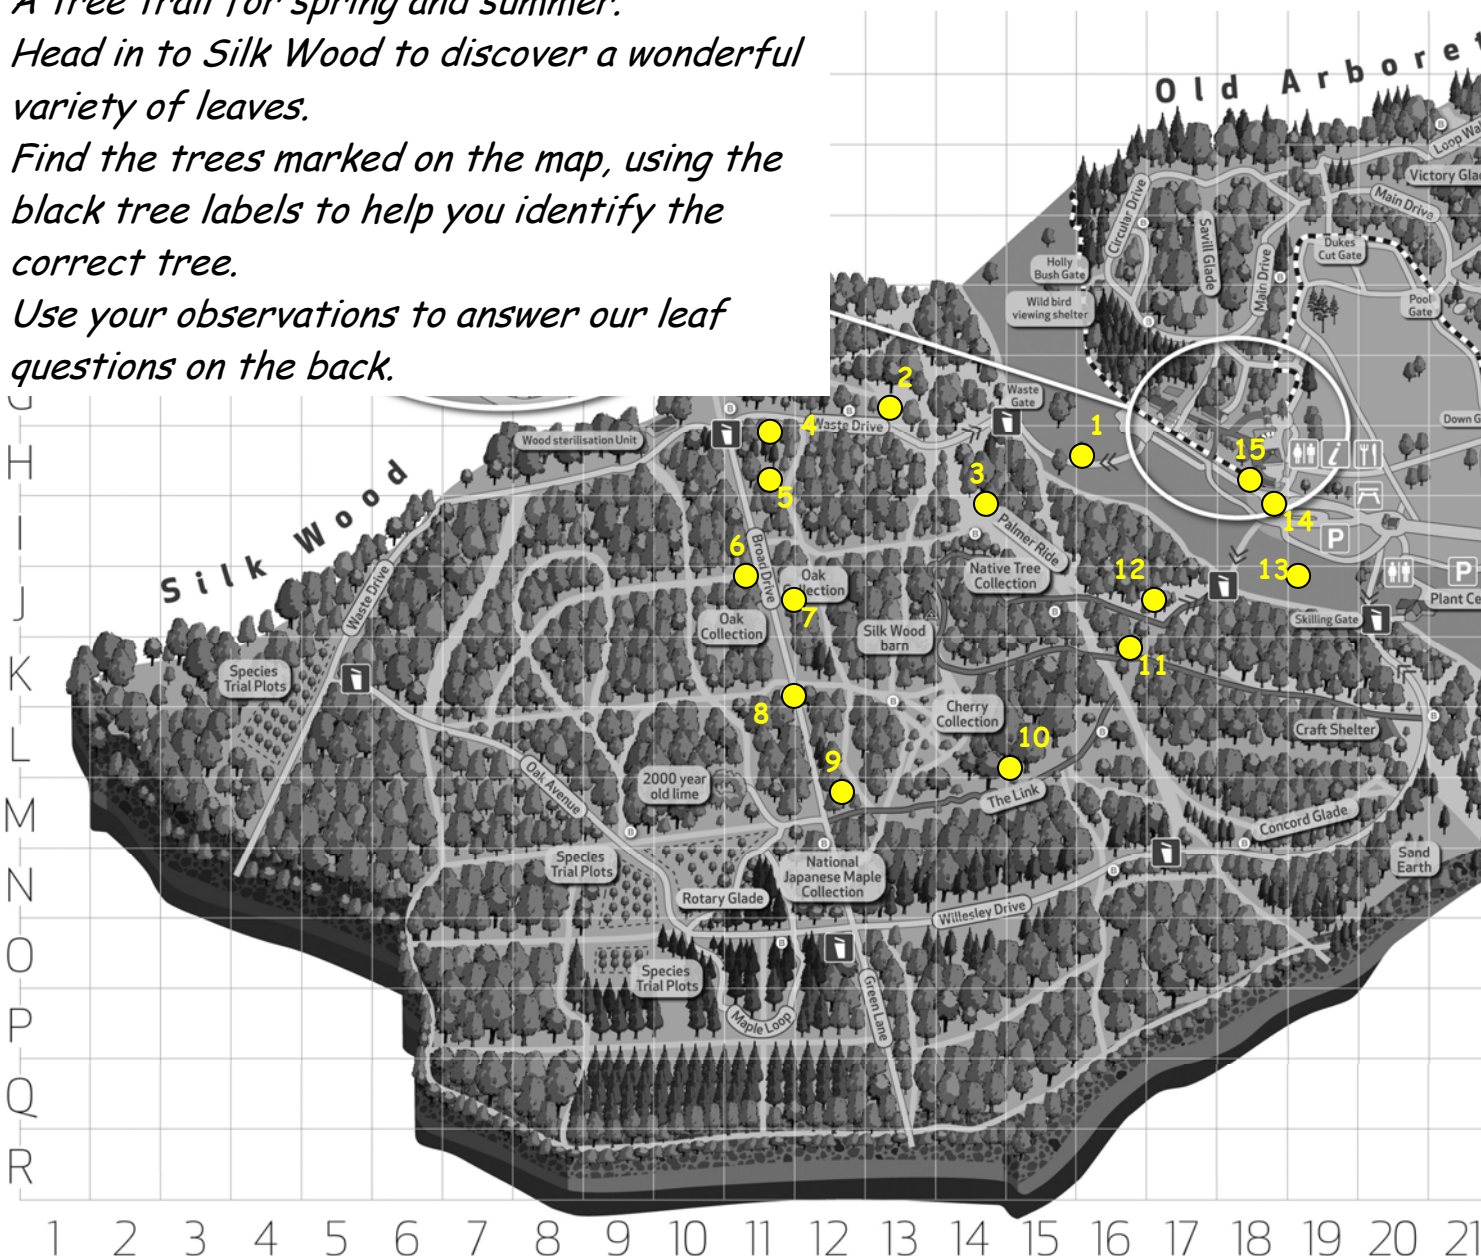 A tree trail for spring and summer.
Head in to Silk Wood to discover a wonderful
variety of leaves.
Find the trees marked on the map, using the
black tree labels to help you identify the
correct tree.
Use your observations to answer our leaf
questions on the back.
Old Arboret
Loop Wa
Victory Gla
Main Drive
Circular Drive
Savill Glade
Main Drive
Dukes
Cut Gate
Holly
Bush Gate
Wild bird
viewing shelter
Pool
Gate
Waste
Gate
Down G
2
1
4
Waste Drive
Wood sterilisation Unit
15
3
5
14
H
Silk Wood
I
Palmer Ride
P
6
Broad Drive
Oak
Collection
Native Tree
Collection
12
13
P
Plant Ce
J
Waste Drive
7
Oak
Collection
Silk Wood
barn
Skilling Gate
11
K
Species
Trial Plots
8
Cherry
Collection
Craft Shelter
L
10
9
2000 year
old lime
Oak Avenue
The Link
M
Concord Glade
Species
Trial Plots
National
Japanese Maple
Collection
Sand
Earth
N
Rotary Glade
Willesley Drive
O
Species
Trial Plots
Green Lane
P
Maple Loop
Q
R
1 2 3 4 5 6 7 8 9 10 11 12 13 14 15 16 17 18 19 20 21